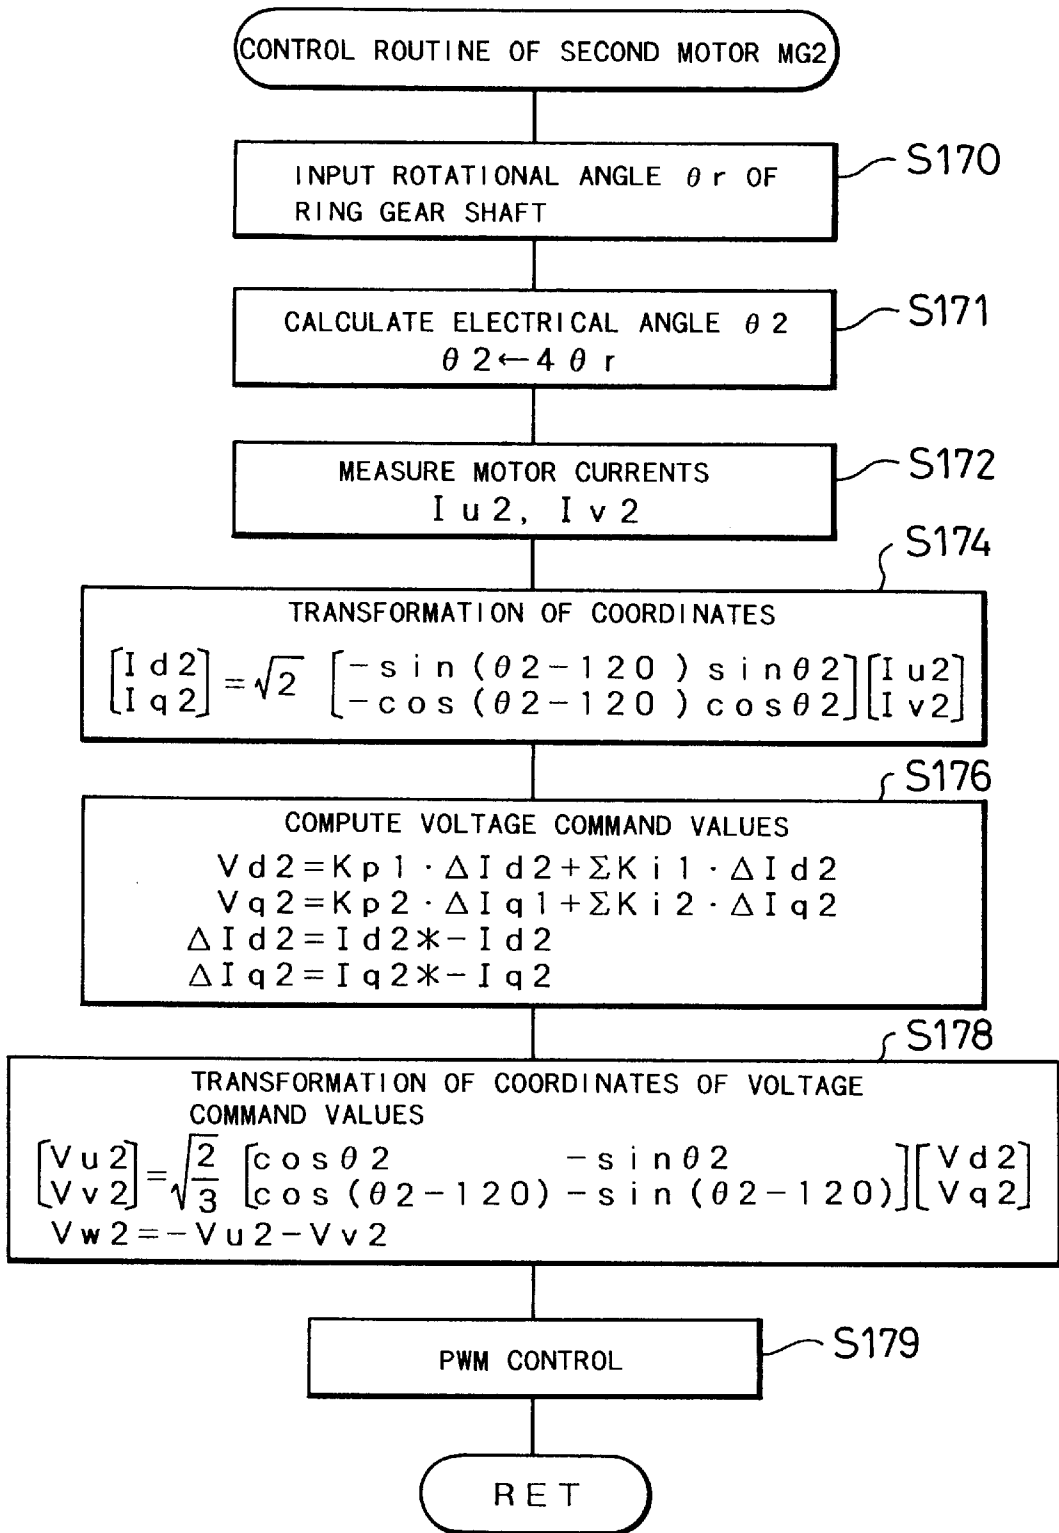 CONTROL ROUTINE OF SECOND MOTOR MG2
S170
INPUT ROTATIONAL ANGLE θr OF
RING GEAR SHAFT
S171
CALCULATE ELECTRICAL ANGLE θ2
θ2←4θr
S172
MEASURE MOTOR CURRENTS
Iu2, Iv2
S174
TRANSFORMATION OF COORDINATES
[Id2] = √2 [-sin(θ2-120) sinθ2][Iu2]
[Iq2] [-cos(θ2-120) cosθ2][Iv2]
S176
COMPUTE VOLTAGE COMMAND VALUES
Vd2=Kp1·ΔId2+ΣKi1·ΔId2
Vq2=Kp2·ΔIq1+ΣKi2·ΔIq2
ΔId2=Id2*-Id2
ΔIq2=Iq2*-Iq2
S178
TRANSFORMATION OF COORDINATES OF VOLTAGE
COMMAND VALUES
[Vu2] = √2/3 [cosθ2 -sinθ2][Vd2]
[Vv2] [cos(θ2-120) -sin(θ2-120)][Vq2]
Vw2=-Vu2-Vv2
S179
PWM CONTROL
RET